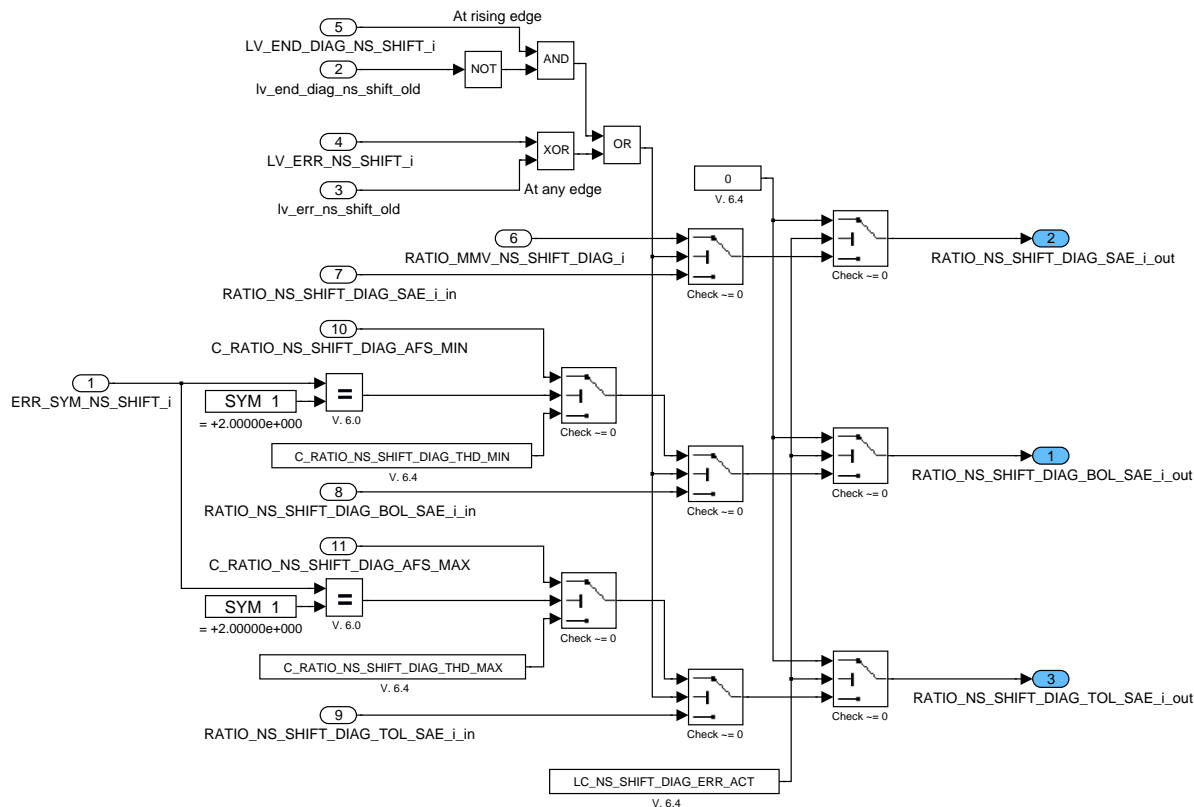 At rising edge
5
LV_END_DIAG_NS_SHIFT_i
AND
2
NOT
lv_end_diag_ns_shift_old
4
XOR
OR
LV_ERR_NS_SHIFT_i
3
At any edge
lv_err_ns_shift_old
0
V. 6.4
6
RATIO_MMV_NS_SHIFT_DIAG_i
Check ~= 0
7
RATIO_NS_SHIFT_DIAG_SAE_i_in
Check ~= 0
2
RATIO_NS_SHIFT_DIAG_SAE_i_out
10
C_RATIO_NS_SHIFT_DIAG_AFS_MIN
1
ERR_SYM_NS_SHIFT_i
SYM 1
= +2.00000e+000
=
V. 6.0
Check ~= 0
C_RATIO_NS_SHIFT_DIAG_THD_MIN
V. 6.4
8
RATIO_NS_SHIFT_DIAG_BOL_SAE_i_in
Check ~= 0
Check ~= 0
1
RATIO_NS_SHIFT_DIAG_BOL_SAE_i_out
11
C_RATIO_NS_SHIFT_DIAG_AFS_MAX
SYM 1
= +2.00000e+000
=
V. 6.0
Check ~= 0
C_RATIO_NS_SHIFT_DIAG_THD_MAX
V. 6.4
9
RATIO_NS_SHIFT_DIAG_TOL_SAE_i_in
Check ~= 0
Check ~= 0
3
RATIO_NS_SHIFT_DIAG_TOL_SAE_i_out
LC_NS_SHIFT_DIAG_ERR_ACT
V. 6.4